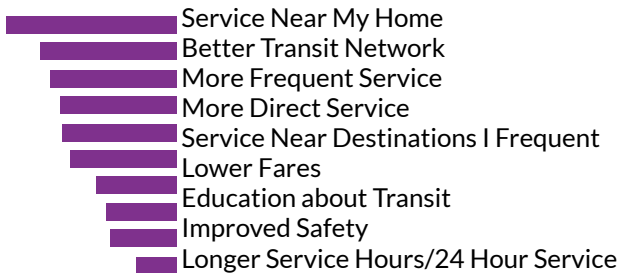 Service Near My Home
Better Transit Network
More Frequent Service
More Direct Service
Service Near Destinations I Frequent
Lower Fares
Education about Transit
Improved Safety
Longer Service Hours/24 Hour Service